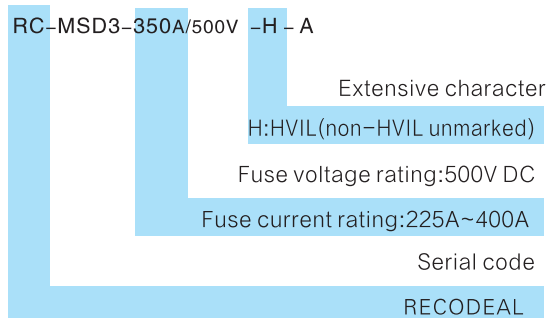 RC-MSD3-350A/500V -H - A
Extensive character
H:HVIL(non-HVIL unmarked)
Fuse voltage rating:500V DC
Fuse current rating:225A~400A
Serial code
RECODEAL